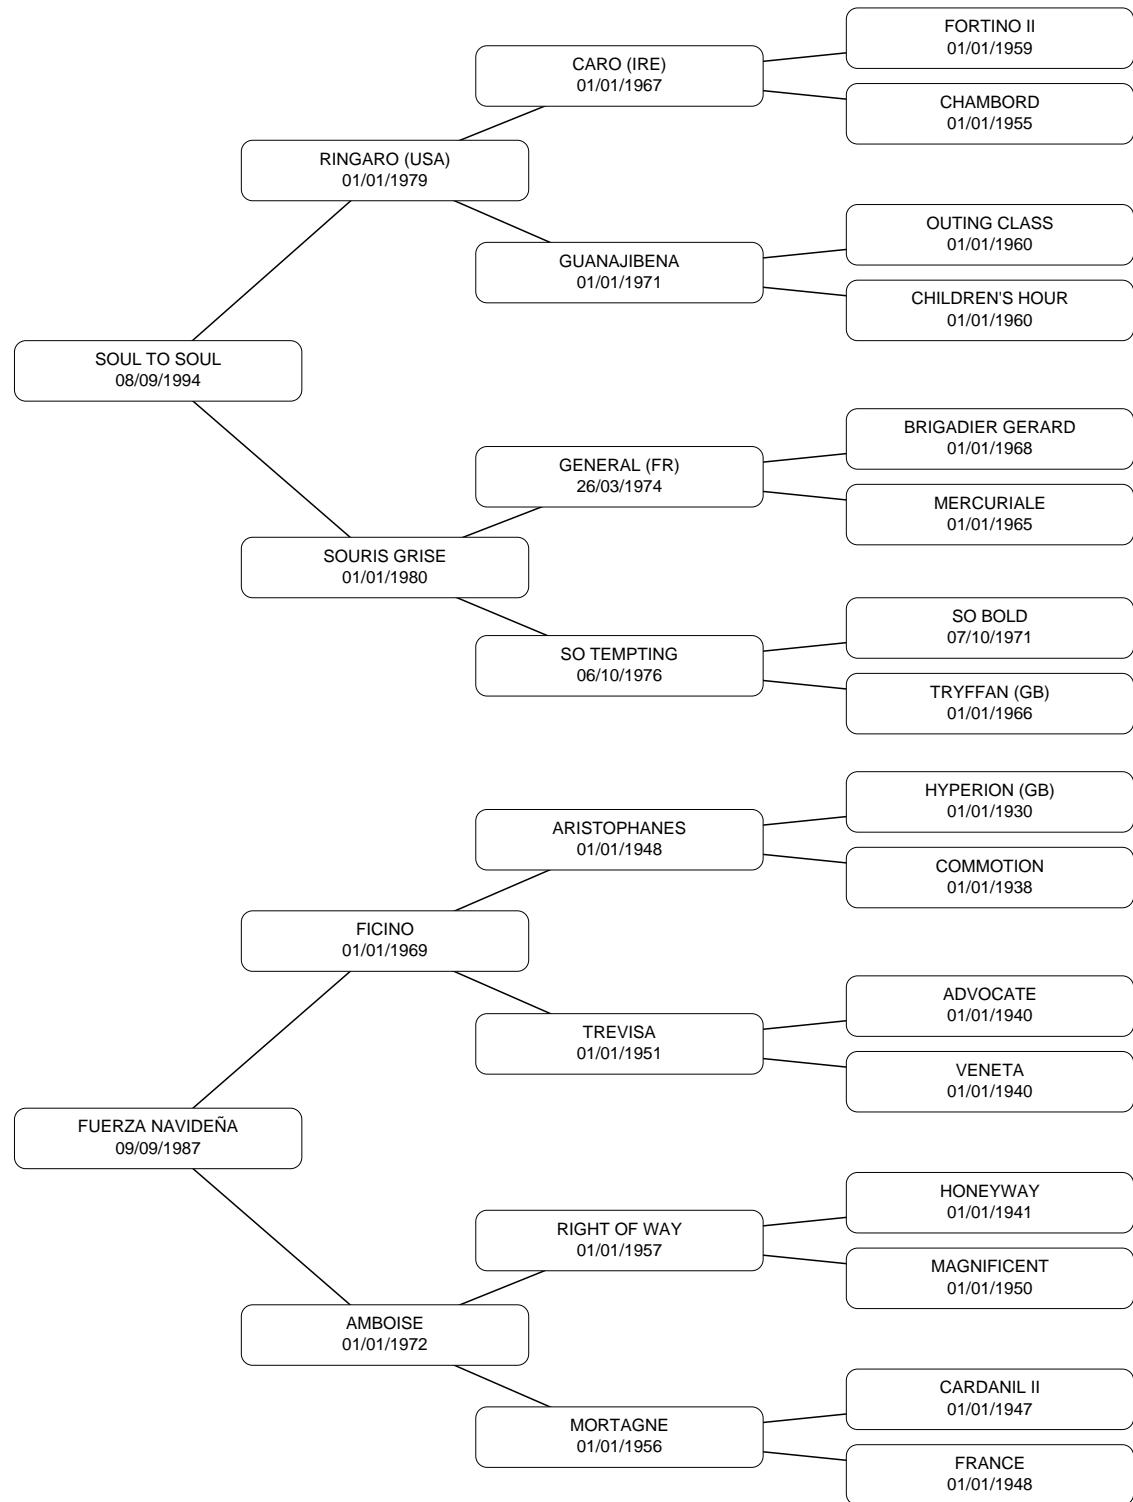 FORTINO II
01/01/1959
CARO (IRE)
01/01/1967
CHAMBORD
01/01/1955
RINGARO (USA)
01/01/1979
OUTING CLASS
01/01/1960
GUANAJIBENA
01/01/1971
CHILDREN'S HOUR
01/01/1960
SOUL TO SOUL
08/09/1994
BRIGADIER GERARD
01/01/1968
GENERAL (FR)
26/03/1974
MERCURIALE
01/01/1965
SOURIS GRISE
01/01/1980
SO BOLD
07/10/1971
SO TEMPTING
06/10/1976
TRYFFAN (GB)
01/01/1966
HYPERION (GB)
01/01/1930
ARISTOPHANES
01/01/1948
COMMOTION
01/01/1938
FICINO
01/01/1969
ADVOCATE
01/01/1940
TREVISA
01/01/1951
VENETA
01/01/1940
FUERZA NAVIDEÑA
09/09/1987
HONEYWAY
01/01/1941
RIGHT OF WAY
01/01/1957
MAGNIFICENT
01/01/1950
AMBOISE
01/01/1972
CARDANIL II
01/01/1947
MORTAGNE
01/01/1956
FRANCE
01/01/1948